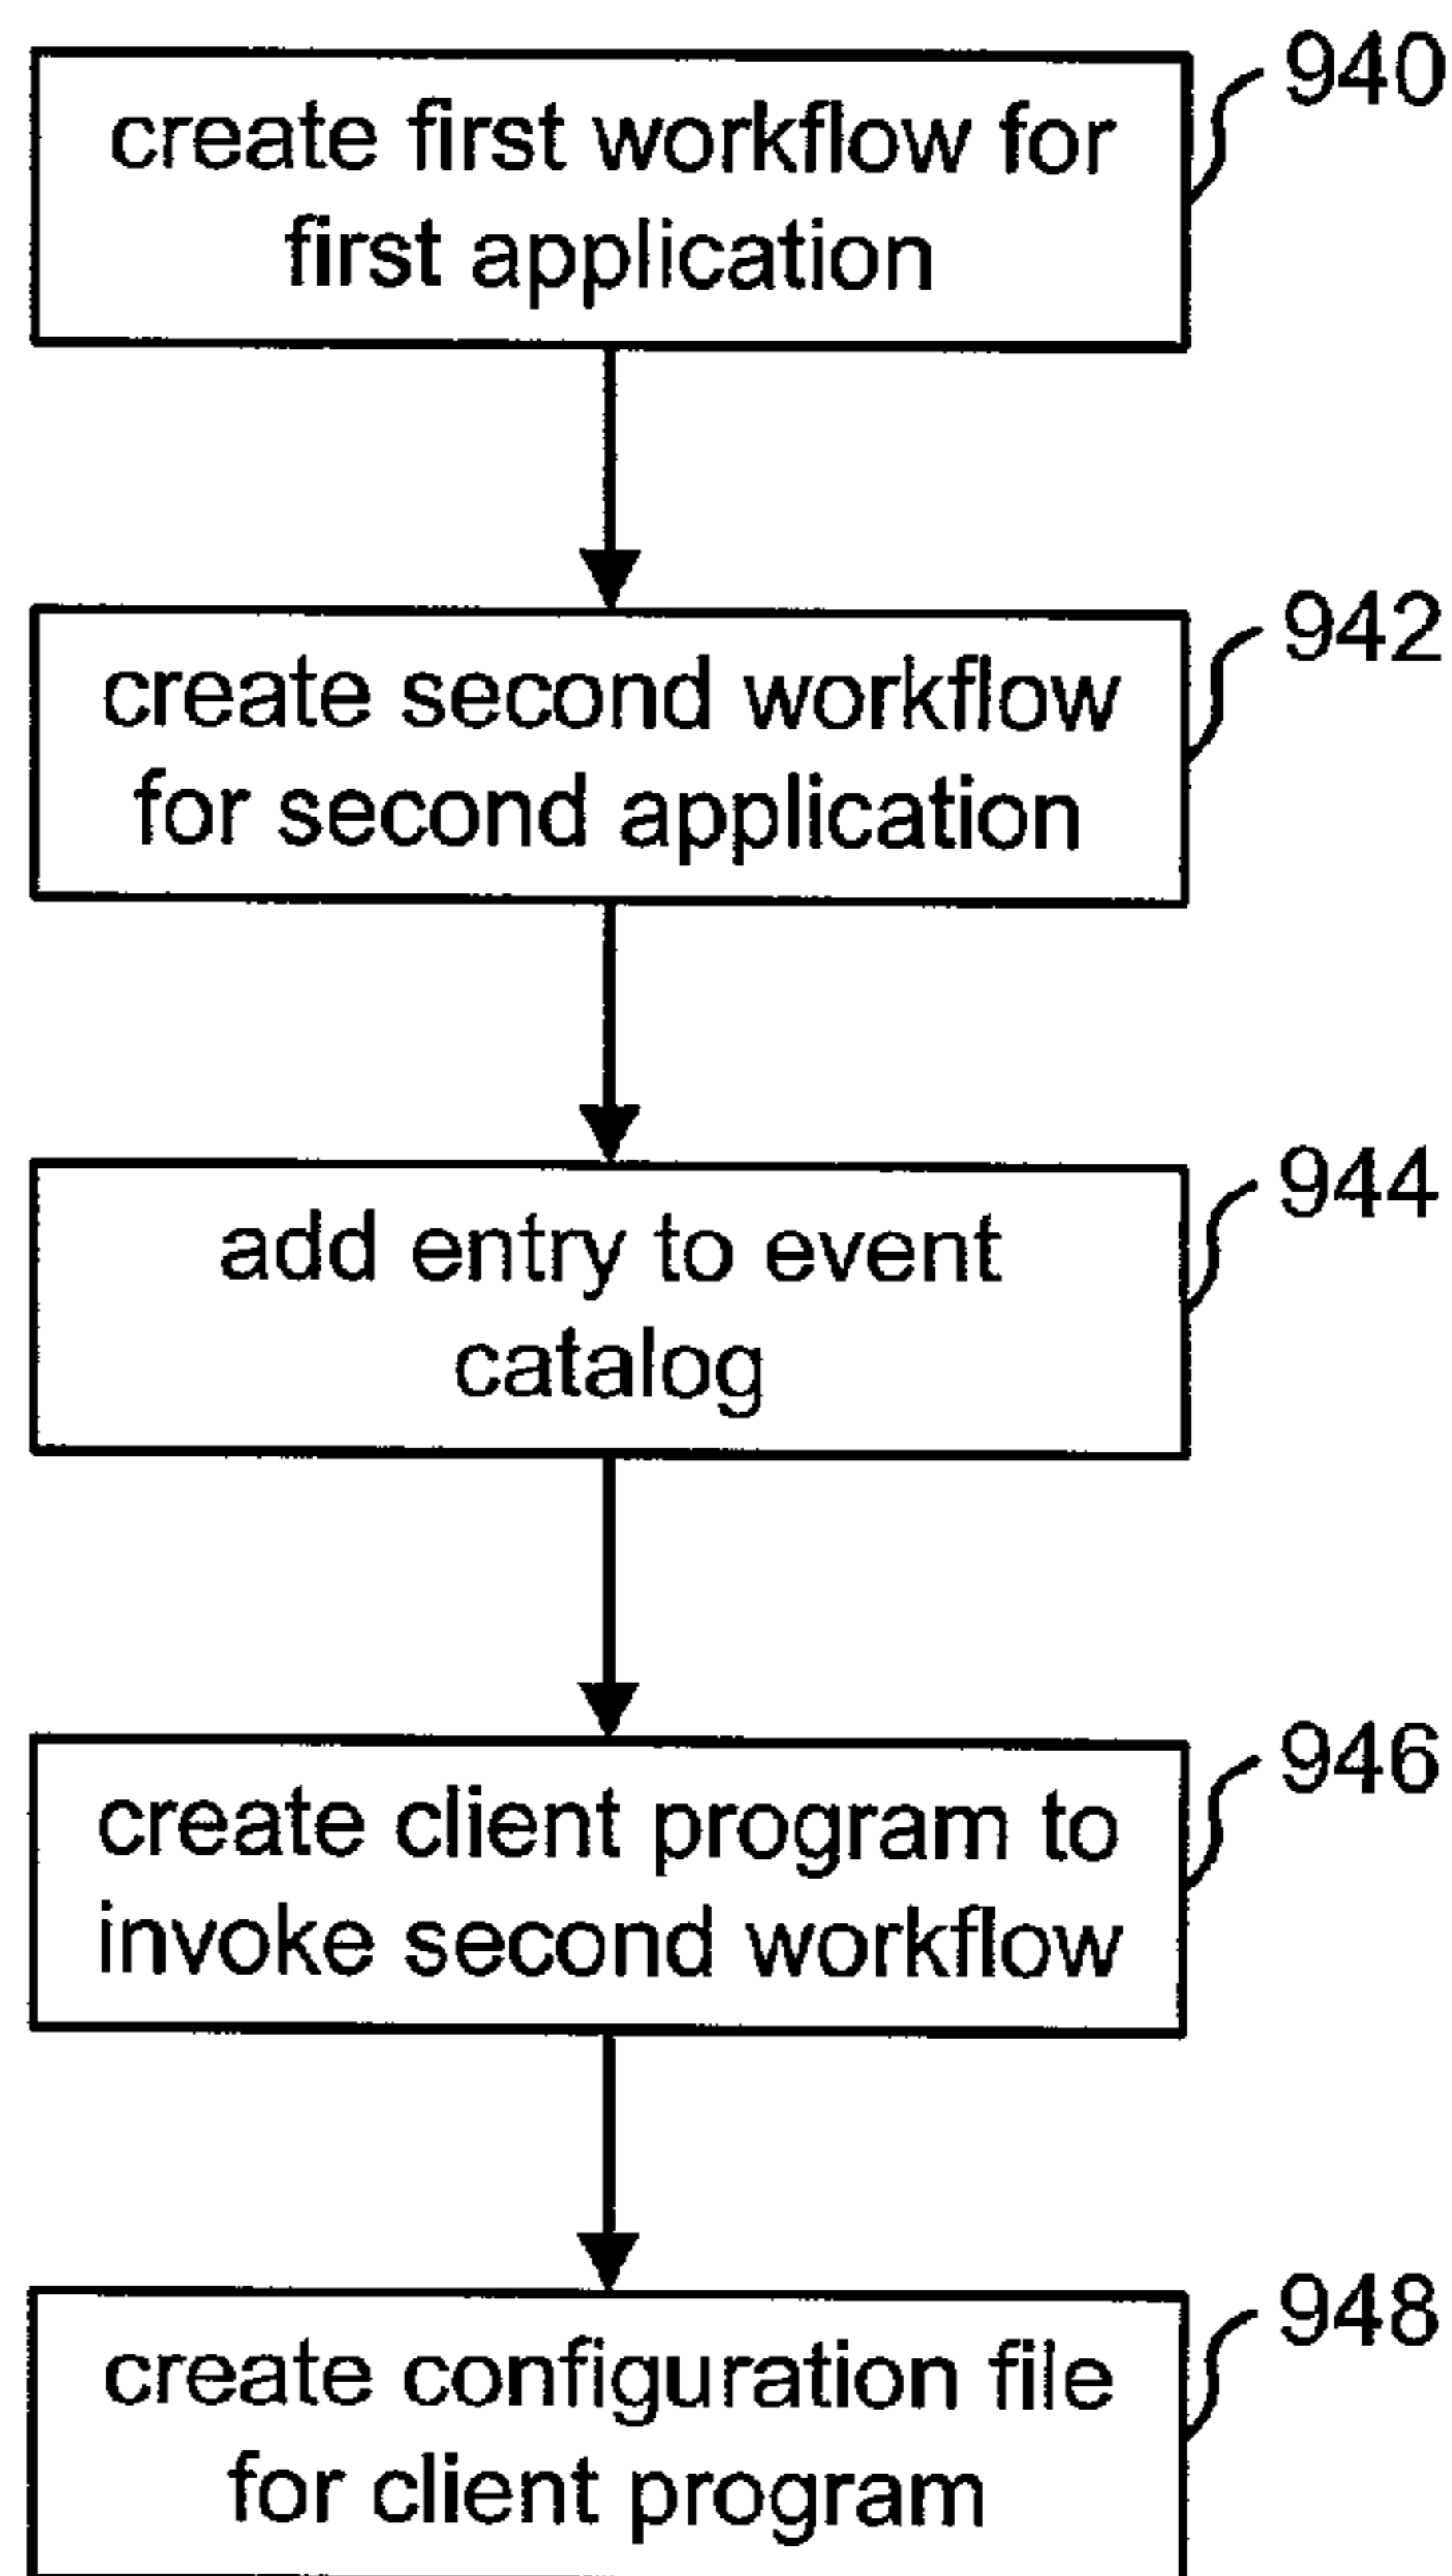 940
create first workflow for
first application
942
create second workflow
for second application
944
add entry to event
catalog
946
create client program to
invoke second workflow
948
create configuration file
for client program